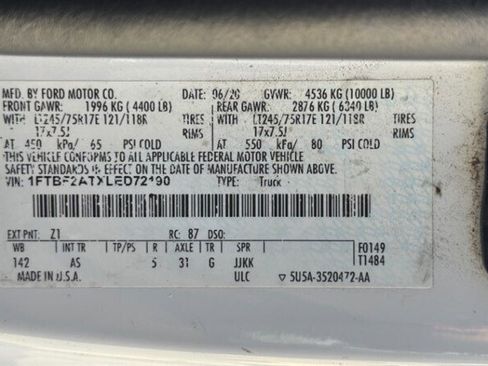 MFD. BY FORD MOTOR CO. DATE: 06/20 GVWR: 4536 KG (10000 LB)
FRONT GAWR: 1996 KG (4400 LB) REAR GAWR: 2876 KG (6340 LB)
WITH LT245/75R17E 121/118R TIRES WITH LT245/75R17E 121/118R TIRES
17x7.5J RIMS 17x7.5J RIMS
AT 450 kPa/ 65 PSI COLD AT 550 kPa/ 80 PSI COLD
THIS VEHICLE CONFORMS TO ALL APPLICABLE FEDERAL MOTOR VEHICLE
SAFETY STANDARDS IN EFFECT ON THE DATE OF MANUFACTURE SHOWN ABOVE.
VIN: 1FTBF2ATXLED72190 TYPE: Truck
EXT PNT: Z1 RC: 87 DSO:
WB INT TR TP/PS R AXLE TR SPR F0149
142 AS 5 31 G JJKK T1484
MADE IN U.S.A. ULC 5U5A-3520472-AA